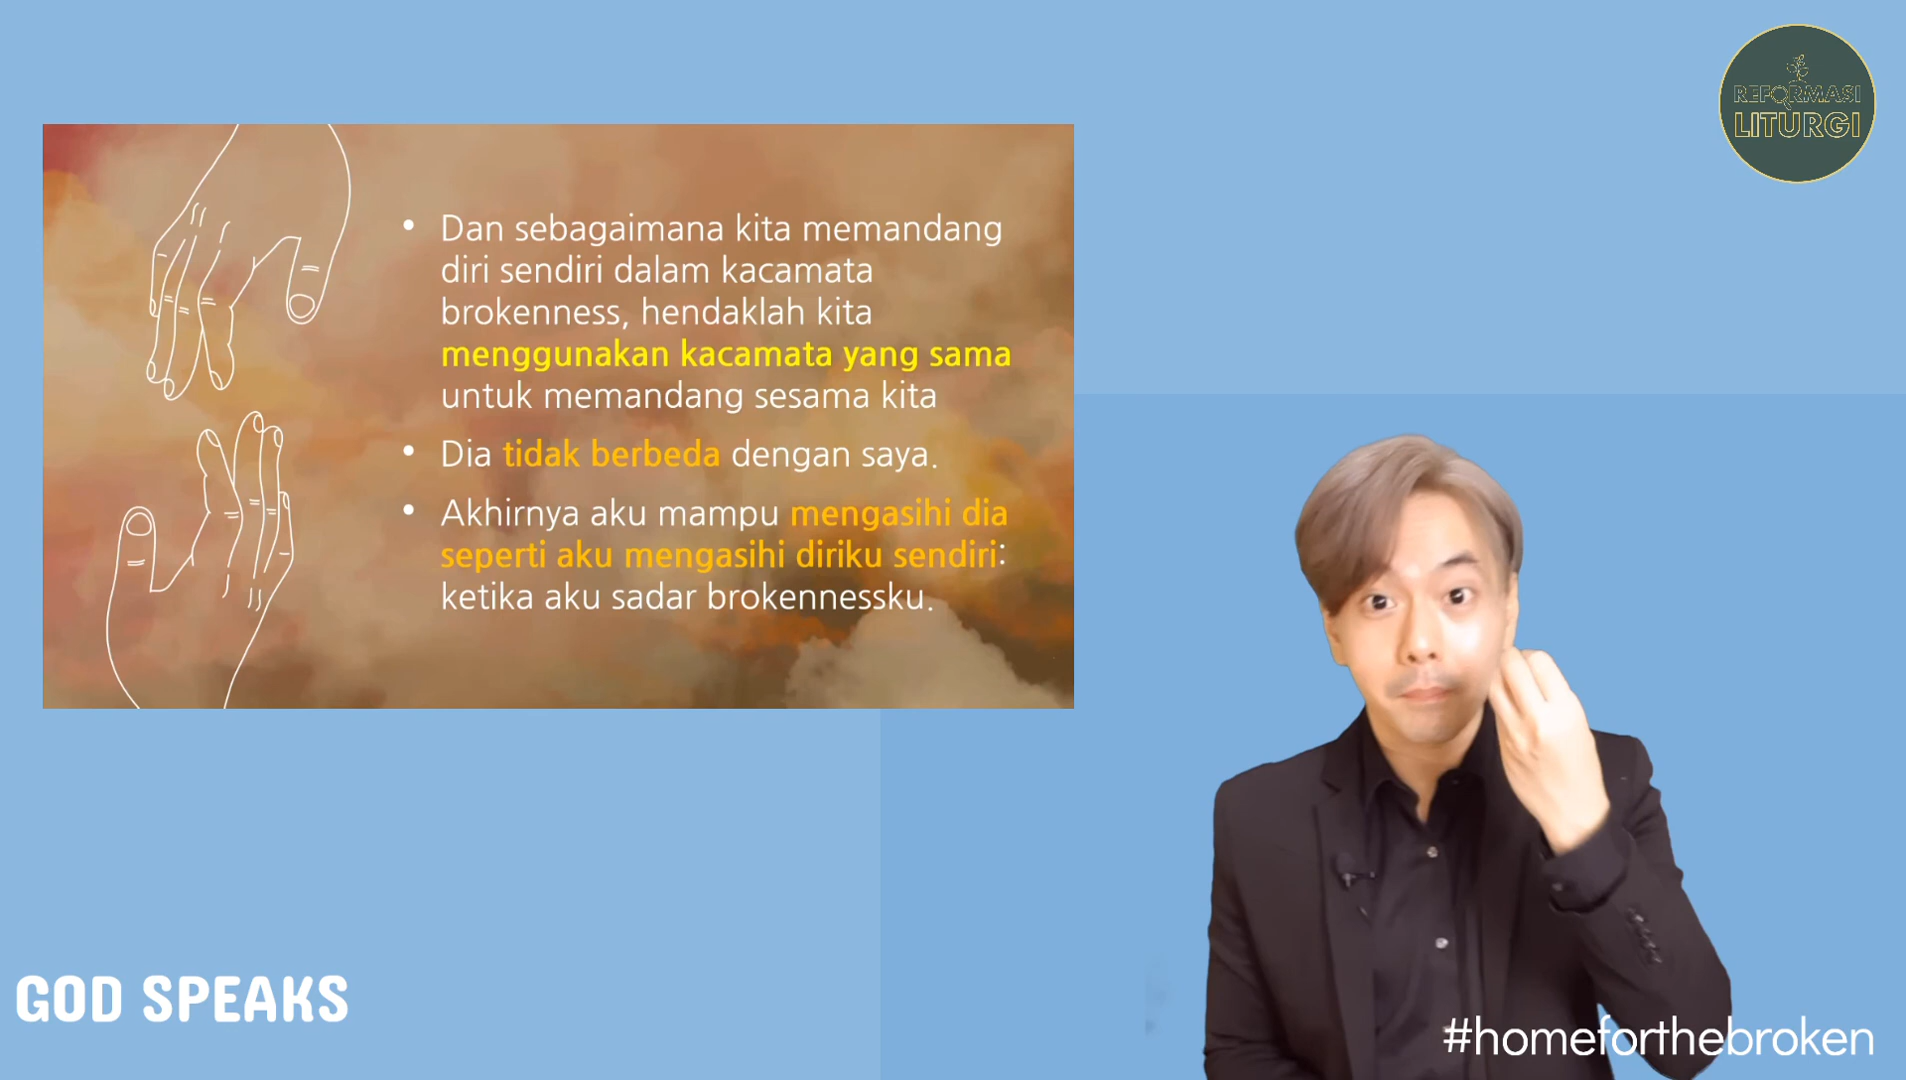 REFORMASI
LITURGI
• Dan sebagaimana kita memandang
diri sendiri dalam kacamata
brokenness, hendaklah kita
menggunakan kacamata yang sama
untuk memandang sesama kita
• Dia tidak berbeda dengan saya.
• Akhirnya aku mampu mengasihi dia
seperti aku mengasihi diriku sendiri:
ketika aku sadar brokennessku.
GOD SPEAKS
#homeforthebroken